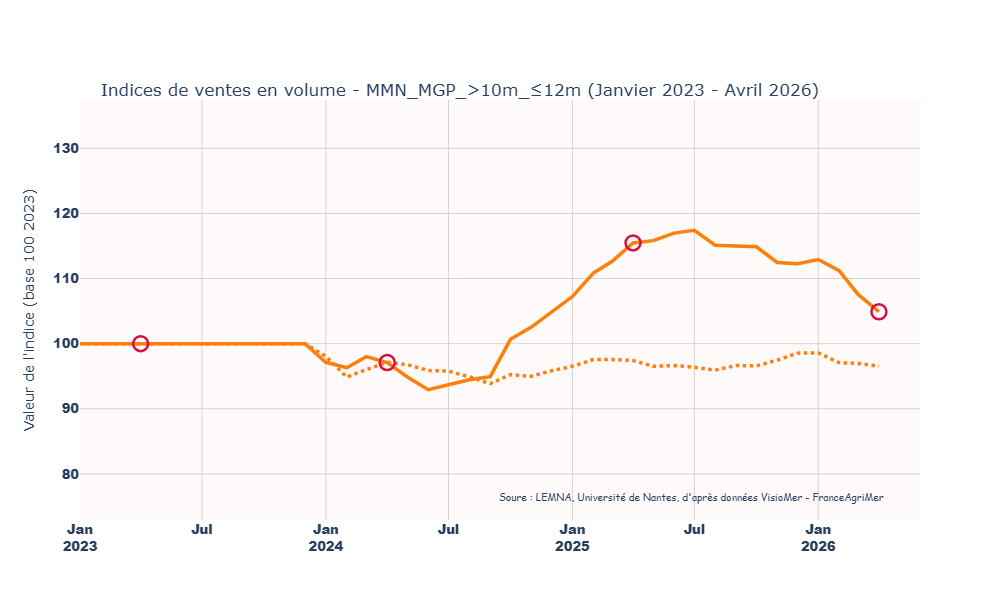 Indices de ventes en volume - MMN_MGP_>10m_≤12m (Janvier 2023 - Avril 2026)
Valeur de l'indice (base 100 2023)
130
120
110
100
90
80
Soure : LEMNA, Université de Nantes, d'après données VisioMer - FranceAgriMer
Jan
2023
Jul
Jan
2024
Jul
Jan
2025
Jul
Jan
2026